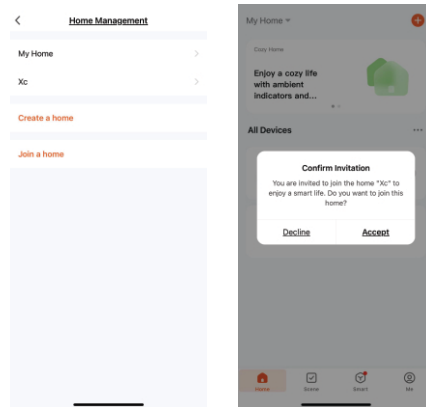 Home Management
My Home
Xc
Create a home
Join a home
My Home
Cozy Home
Enjoy a cozy life
with ambient
indicators and...
All Devices
Confirm Invitation
You are invited to join the home "Xc" to
enjoy a smart life. Do you want to join this
home?
Decline Accept
Home Scene Smart Me